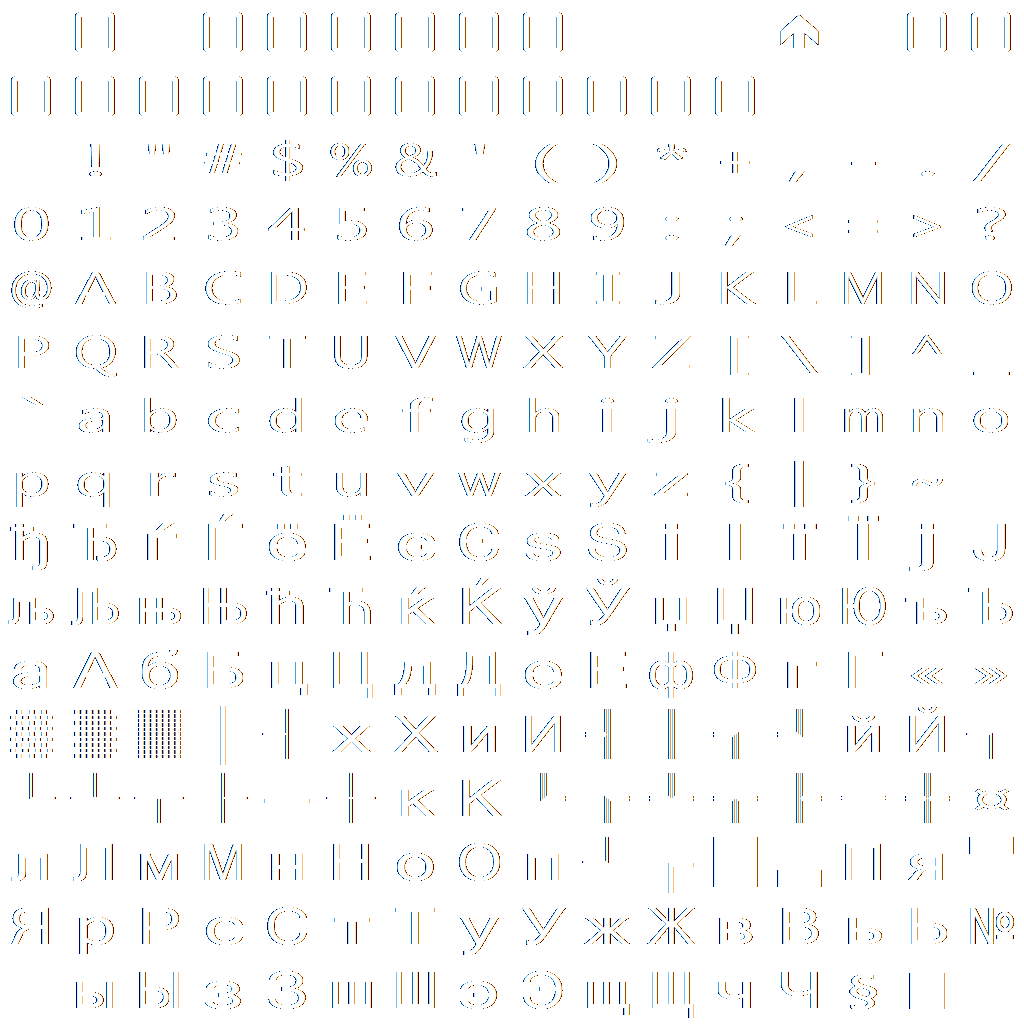 ! " # $ % & ' ( ) * + , - . /
0 1 2 3 4 5 6 7 8 9 : ; < = > ?
@ A B C D E F G H I J K L M N O
P Q R S T U V W X Y Z [ \ ] ^ _
` a b c d e f g h i j k l m n o
p q r s t u v w x y z { | } ~
ђ Ђ ѓ Ѓ ё Ё є Є ѕ Ѕ і І ї Ї ј Ј
љ Љ њ Њ ћ Ћ ќ Ќ ў Ў џ Џ ю Ю ъ Ъ
а А б Б ц Ц д Д е Е ф Ф г Г « »
░ ▒ ▓ │ ┤ х Х и И ╣ ║ ╗ ╝ й Й ┐
└ ┴ ┬ ├ ─ ┼ к К ╚ ╔ ╩ ╦ ╠ ═ ╬ ¤
л Л м М н Н о О п ┘ ┌ █ ▄ П я ▀
Я р Р с С т Т у У ж Ж в В ь Ь №
ы Ы з З ш Ш э Э щ Щ ч Ч § ■